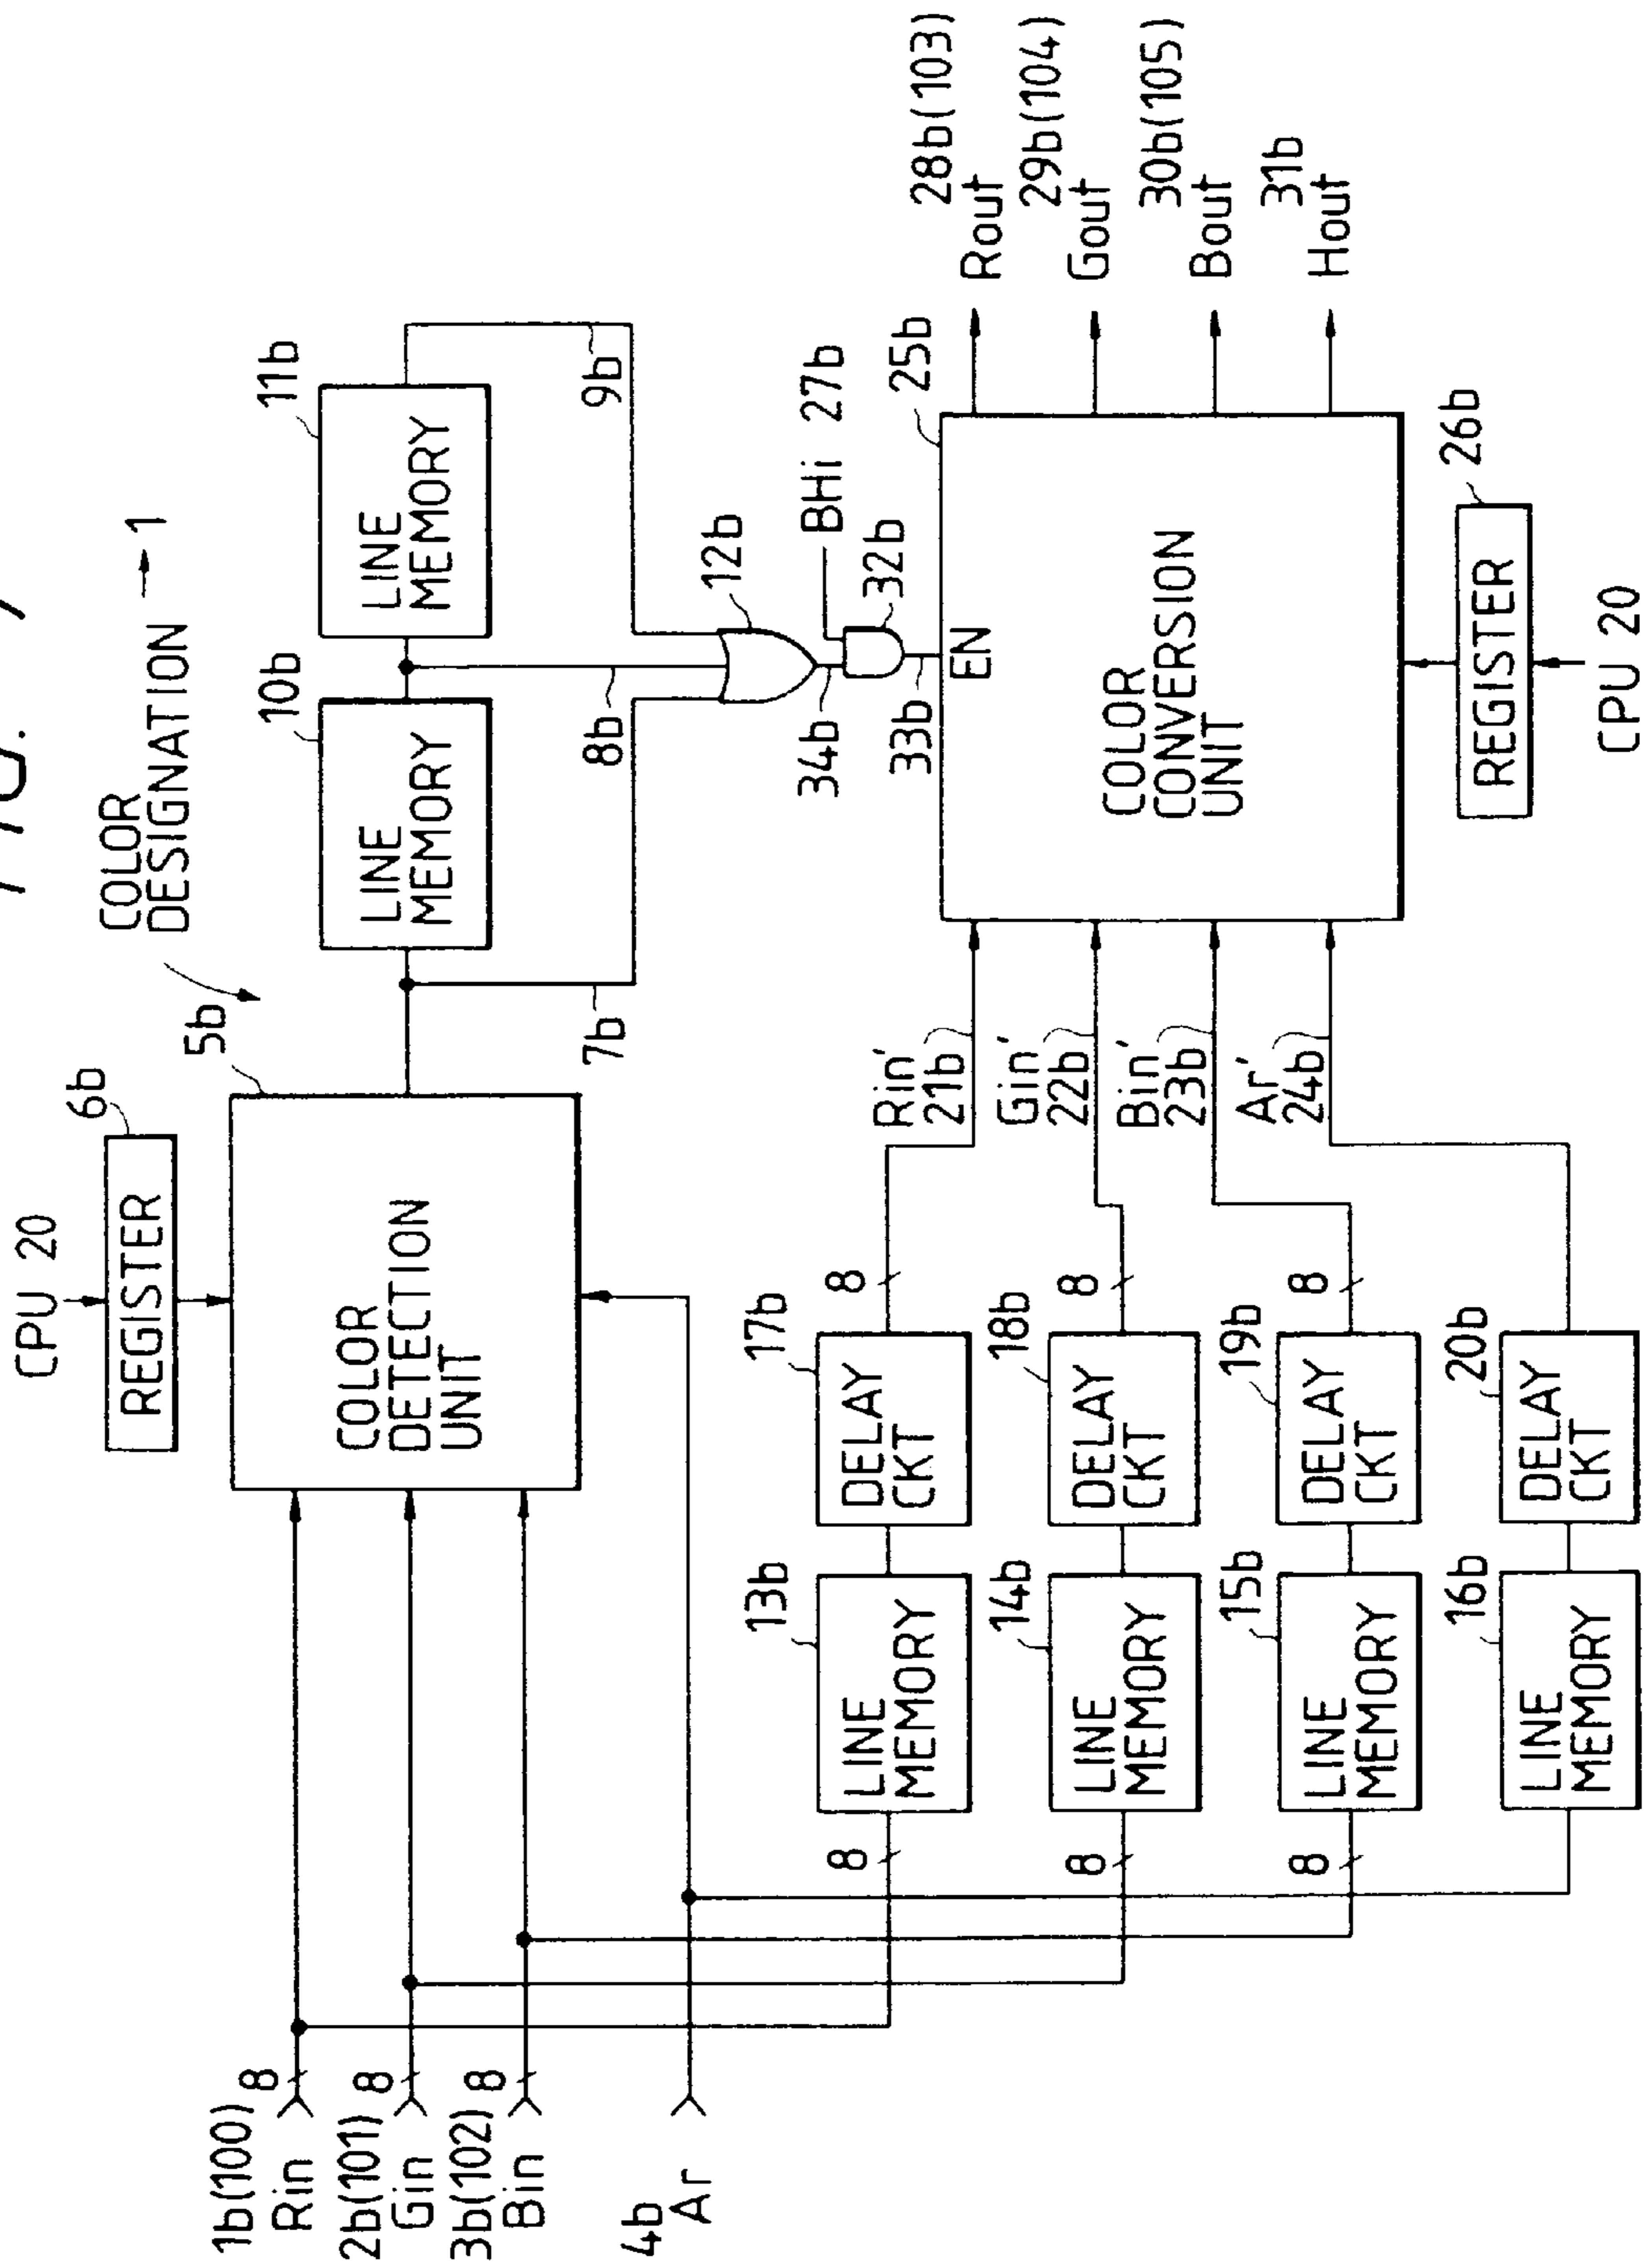 COLOR
DESIGNATION → 1
CPU 20
REGISTER
6b
5b
COLOR
DETECTION
UNIT
10b
LINE
MEMORY
11b
LINE
MEMORY
7b
8b
9b
12b
34b
BHi 27b
32b
33b
1b(100)
Rin
8
2b(101)
Gin
8
3b(102)
Bin
8
4b
Ar
8
13b
LINE
MEMORY
17b
DELAY
CKT
8
Rin'
21b
8
14b
LINE
MEMORY
18b
DELAY
CKT
8
Gin'
22b
8
15b
LINE
MEMORY
19b
DELAY
CKT
8
Bin'
23b
16b
LINE
MEMORY
20b
DELAY
CKT
Ar'
24b
EN
25b
COLOR
CONVERSION
UNIT
28b(103)
Rout
29b(104)
Gout
30b(105)
Bout
31b
Hout
26b
REGISTER
CPU 20